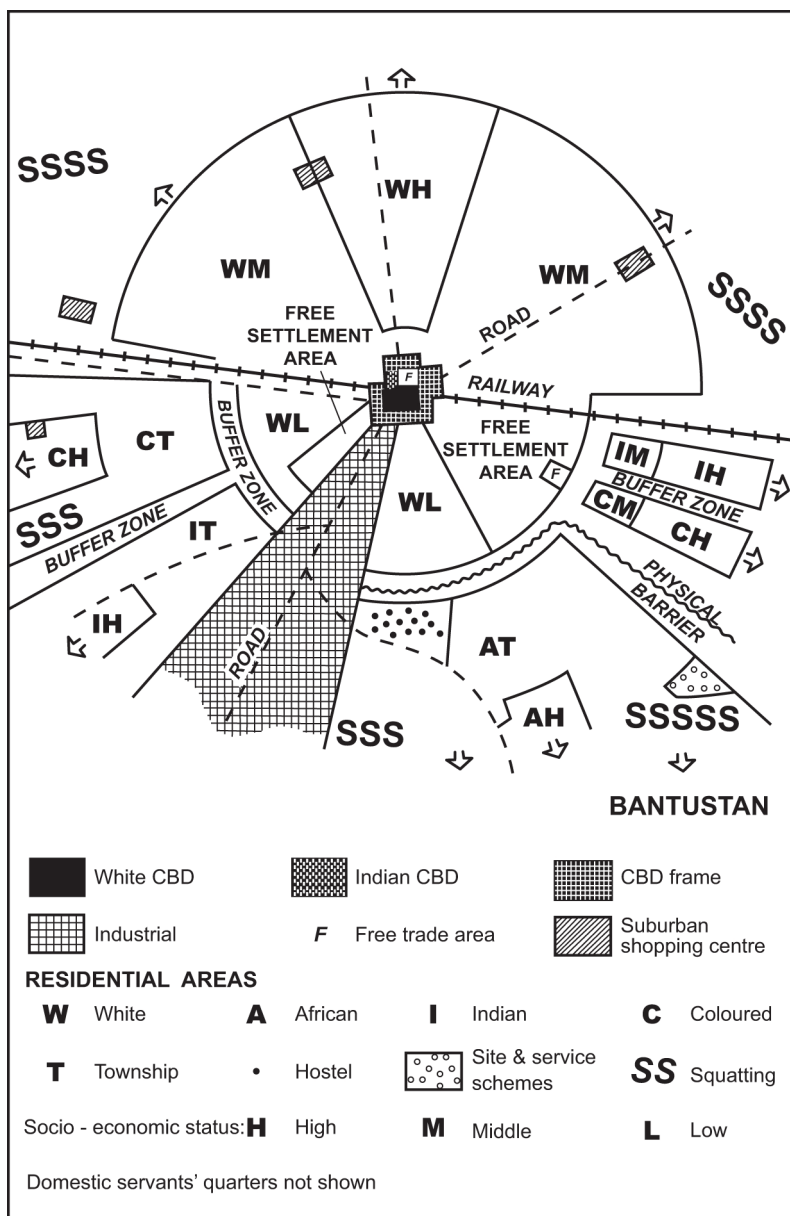 SSSS
WH
WM
WM
SSSS
FREE
SETTLEMENT
AREA
ROAD
F
RAILWAY
CH
CT
BUFFER ZONE
WL
FREE
SETTLEMENT
AREA
F
IM
IH
BUFFER ZONE
CM
CH
SSS
BUFFER ZONE
IT
WL
IH
ROAD
PHYSICAL
BARRIER
AT
AH
SSS
SSSSS
BANTUSTAN
White CBD
Indian CBD
CBD frame
Industrial
F Free trade area
Suburban
shopping centre
RESIDENTIAL AREAS
W White
A African
I Indian
C Coloured
T Township
Hostel
Site & service
schemes
SS Squatting
Socio - economic status: H High
M Middle
L Low
Domestic servants' quarters not shown